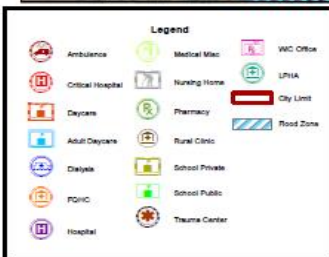 Legend
Ambulance
Critical Hospital
Daycare
Adult Daycare
Dialysis
FQHC
Hospital
Medical Misc
Nursing Home
Pharmacy
Rural Clinic
School Private
School Public
Trauma Center
WIC Office
LPHA
City Limit
Flood Zone